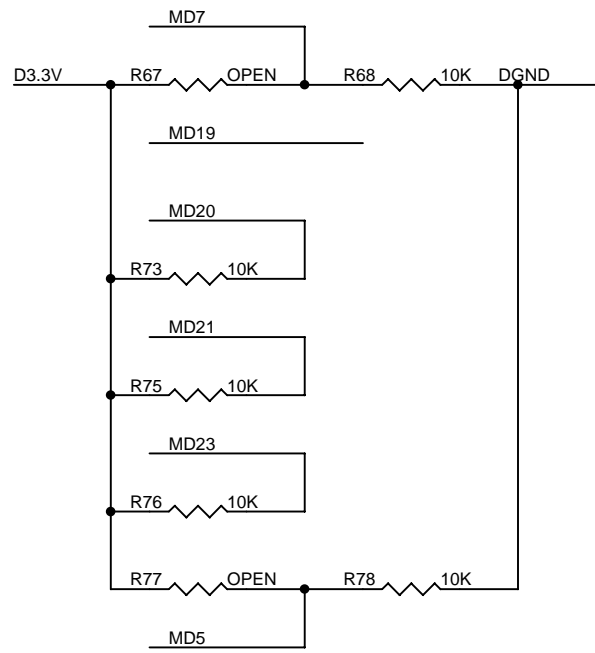 MD7
D3.3V R67 OPEN R68 10K DGND
MD19
MD20
R73 10K
MD21
R75 10K
MD23
R76 10K
R77 OPEN R78 10K
MD5